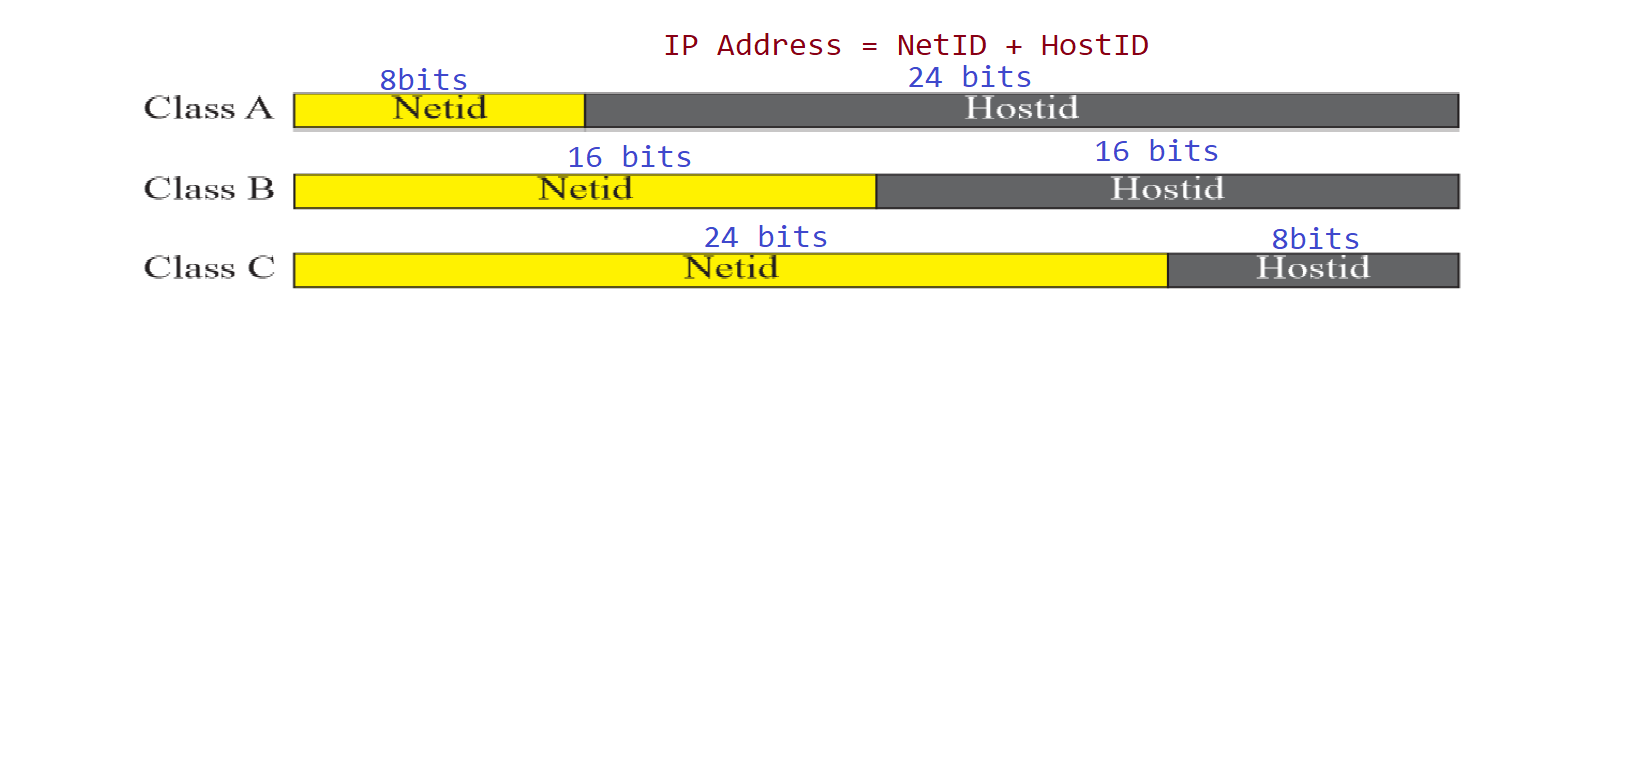 IP Address = NetID + HostID
8bits 24 bits
Class A Netid Hostid
16 bits 16 bits
Class B Netid Hostid
24 bits 8bits
Class C Netid Hostid